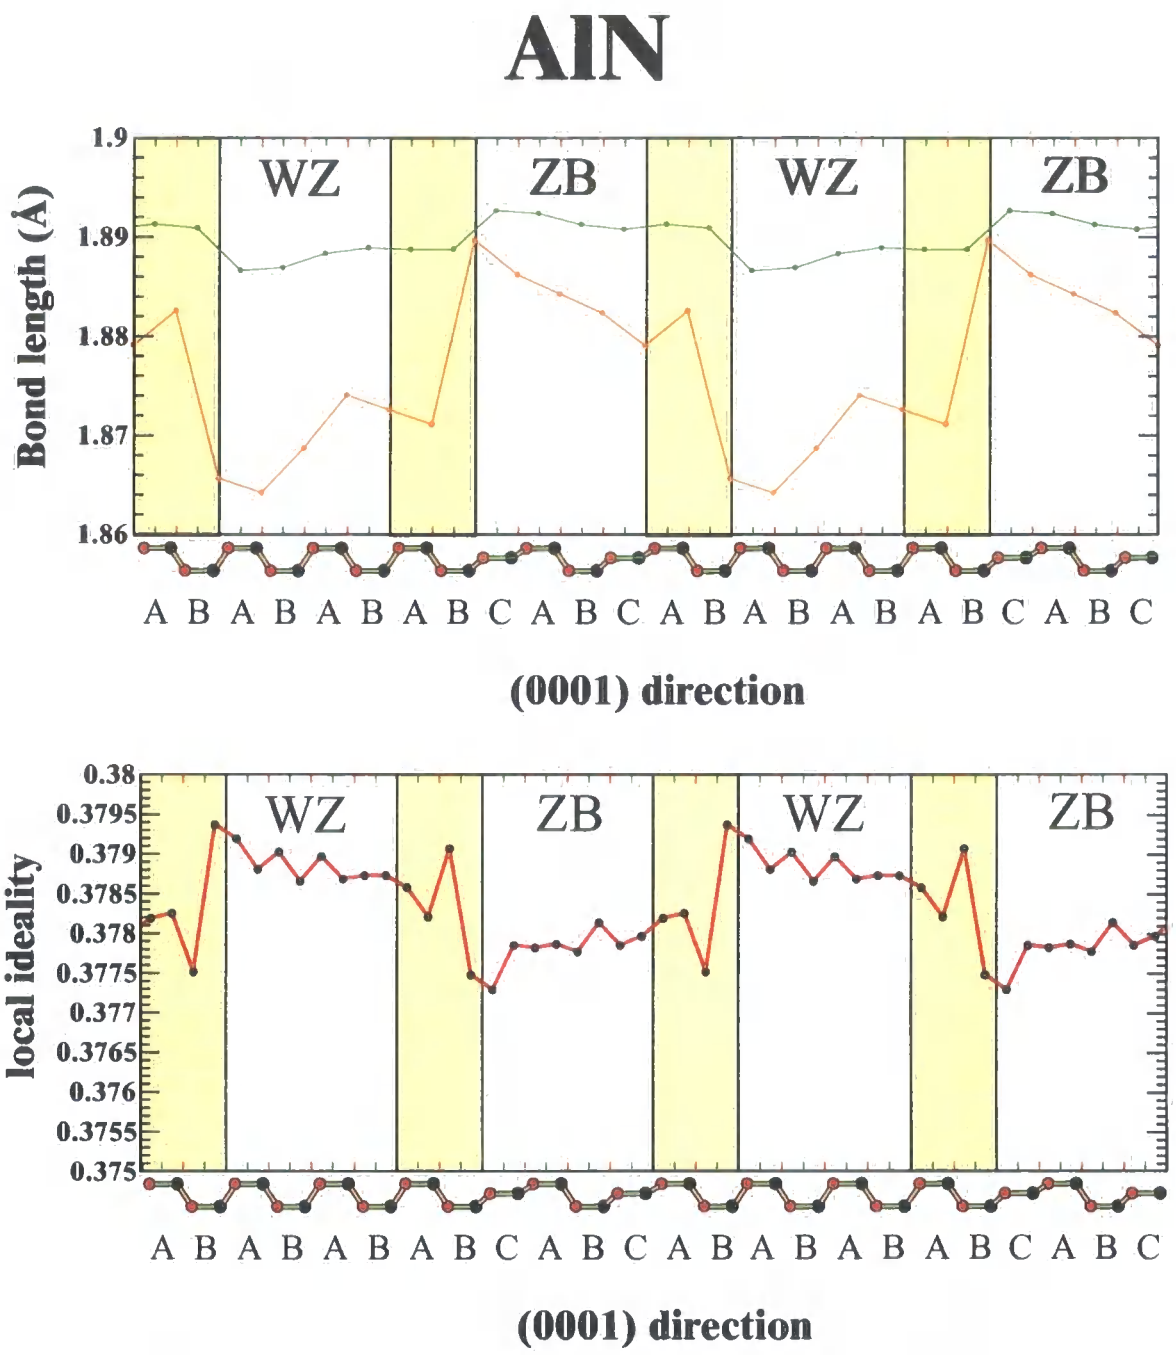 AlN
1.9
WZ ZB WZ ZB
1.89
1.88
1.87
1.86
Bond length (Å)
A B A B A B A B C A B C A B A B A B A B C A B C
(0001) direction
0.38
WZ ZB WZ ZB
0.3795
0.379
0.3785
0.378
0.3775
0.377
0.3765
0.376
0.3755
0.375
local ideality
A B A B A B A B C A B C A B A B A B A B C A B C
(0001) direction